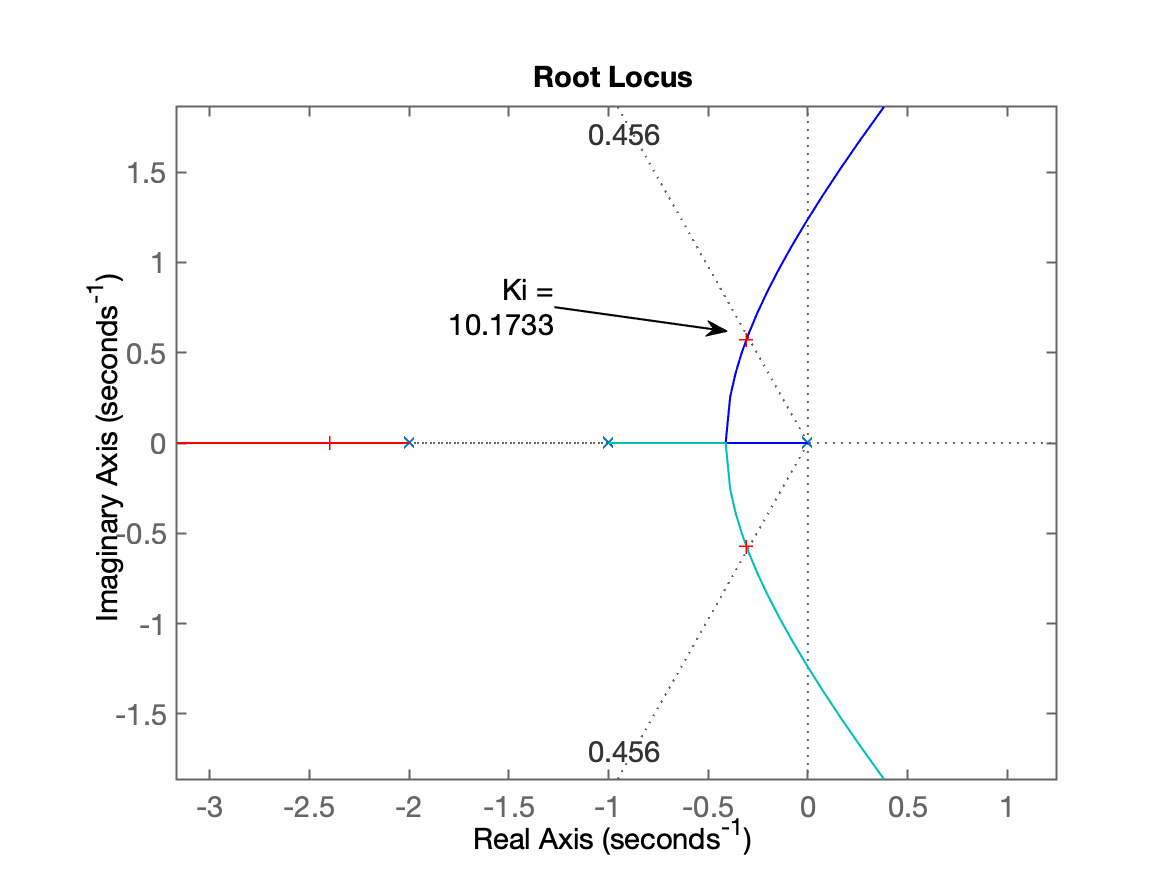 Root Locus
0.456
1.5
1
Ki =
10.1733
0.5
0
-0.5
-1
-1.5
0.456
Imaginary Axis (seconds⁻¹)
-3 -2.5 -2 -1.5 -1 -0.5 0 0.5 1
Real Axis (seconds⁻¹)